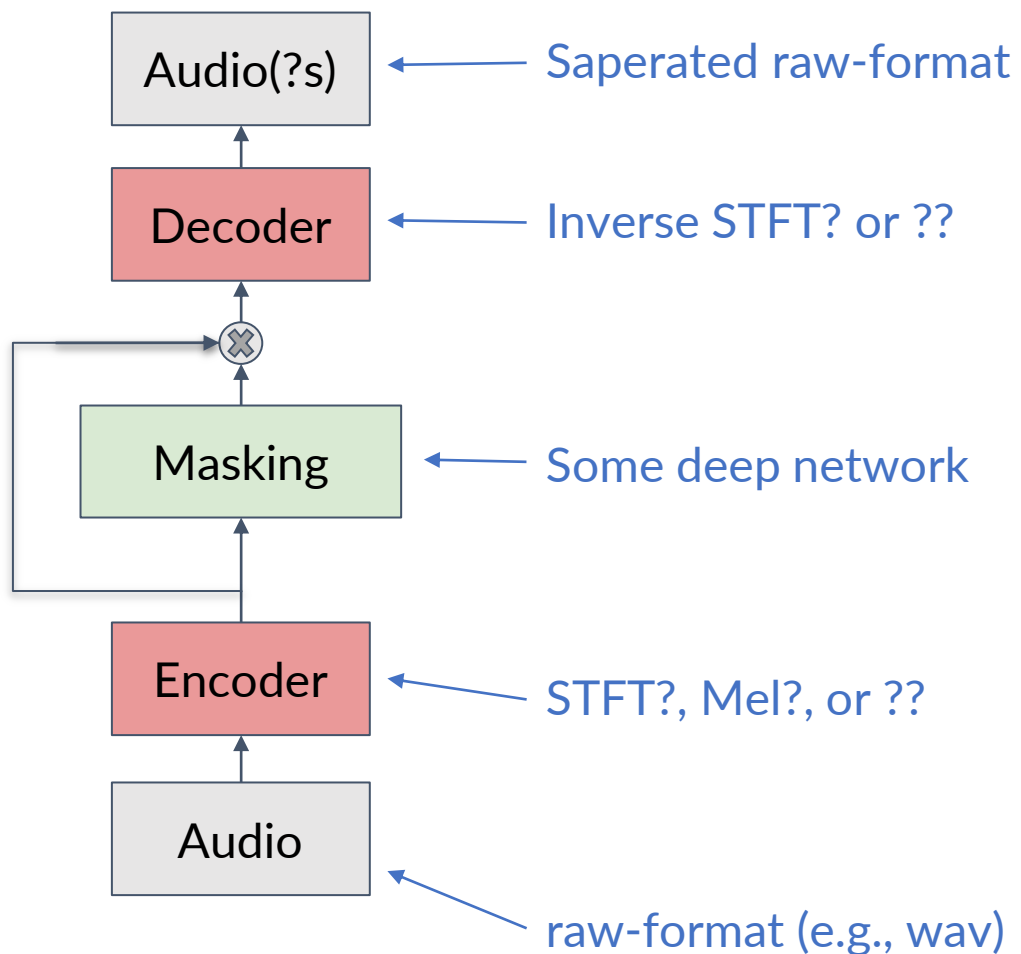 Audio(?s)
Saperated raw-format
Decoder
Inverse STFT? or ??
Masking
Some deep network
Encoder
STFT?, Mel?, or ??
Audio
raw-format (e.g., wav)